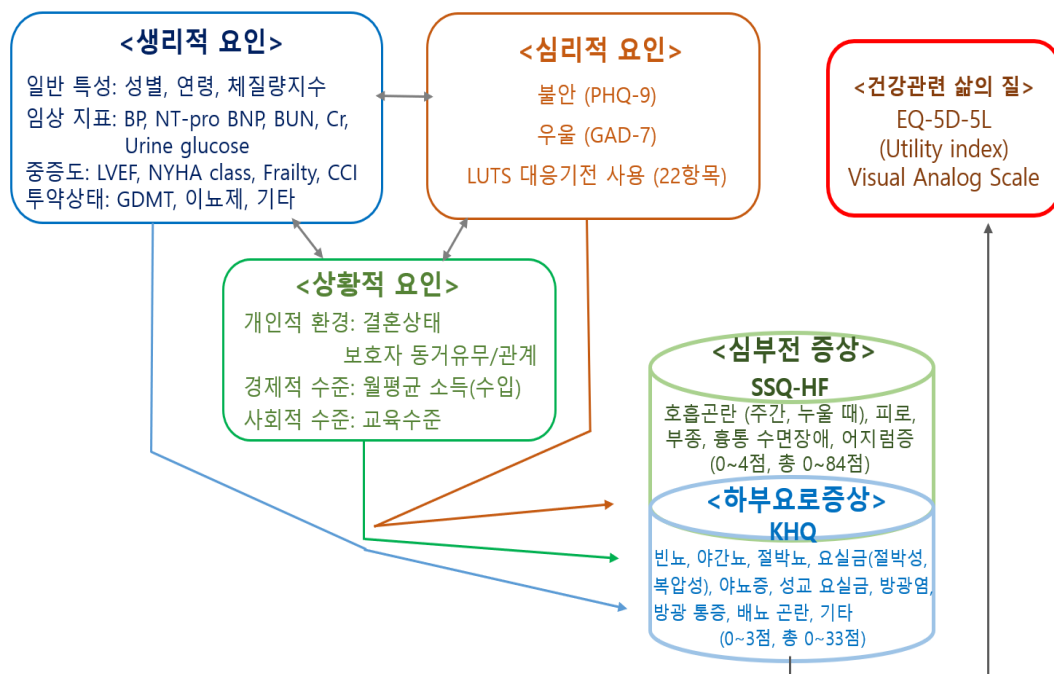 <생리적 요인>
일반 특성: 성별, 연령, 체질량지수
임상 지표: BP, NT-pro BNP, BUN, Cr,
Urine glucose
중증도: LVEF, NYHA class, Frailty, CCI
투약상태: GDMT, 이뇨제, 기타
<심리적 요인>
불안 (PHQ-9)
우울 (GAD-7)
LUTS 대응기전 사용 (22항목)
<건강관련 삶의 질>
EQ-5D-5L
(Utility index)
Visual Analog Scale
<상황적 요인>
개인적 환경: 결혼상태
보호자 동거유무/관계
경제적 수준: 월평균 소득(수입)
사회적 수준: 교육수준
<심부전 증상>
SSQ-HF
호흡곤란 (주간, 누울 때), 피로,
부종, 흉통 수면장애, 어지럼증
(0~4점, 총 0~84점)
<하부요로증상>
KHQ
빈뇨, 야간뇨, 절박뇨, 요실금(절박성,
복압성), 야뇨증, 성교 요실금, 방광염,
방광 통증, 배뇨 곤란, 기타
(0~3점, 총 0~33점)